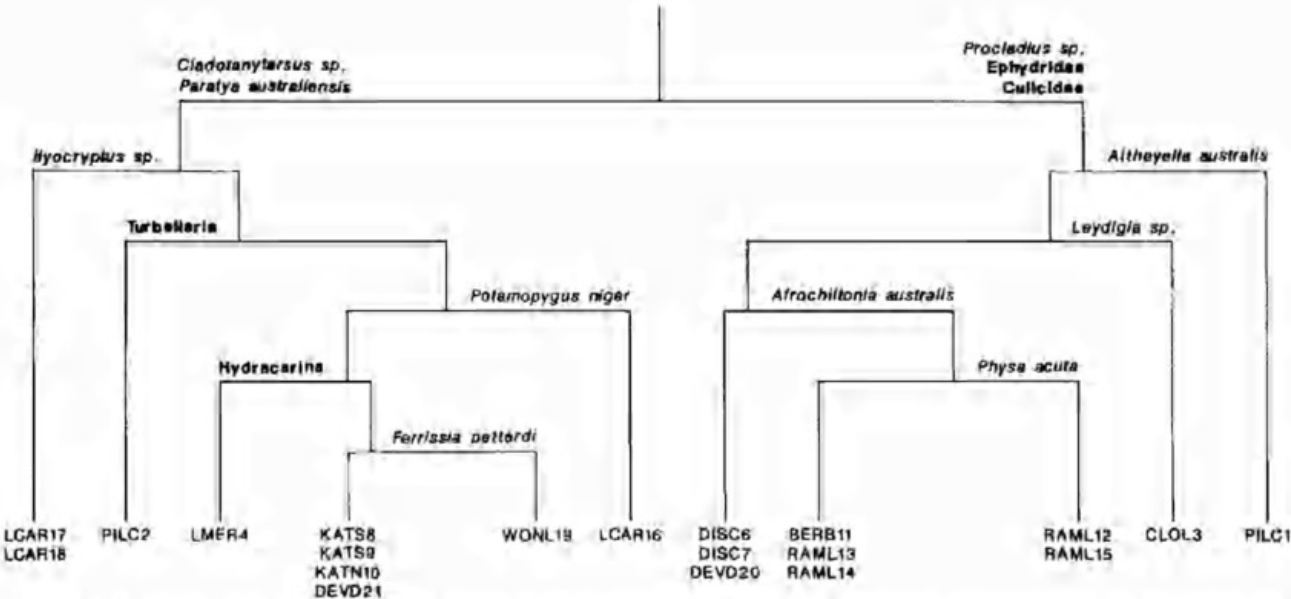 Cladotanytarsus sp.
Paratya australiensis
Procladius sp.
Ephydridae
Culicidae
Ilyocryptus sp.
Altheyella australis
Turbellaria
Leydigia sp.
Potamopygus niger
Afrochiltonia australis
Hydracarina
Physa acuta
Ferrissia pettardi
LCAR17
LCAR18
PILC2
LMER4
KATS8
KATS9
KATN10
DEVD21
WONL19
LCAR16
DISC6
DISC7
DEVD20
BERB11
RAML13
RAML14
RAML12
RAML15
CLOL3
PILC1